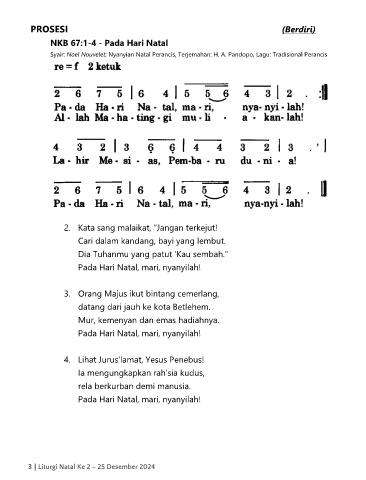 PROSESI (Berdiri)
NKB 67:1-4 - Pada Hari Natal
Syair: Noel Nouvelet; Nyanyian Natal Perancis, Terjemahan: H. A. Pandopo, Lagu: Tradisional Perancis
re = f 2 ketuk
2 6 7 5 | 6 4 | 5 5 6 4 3 | 2 . :||
Pa - da Ha - ri Na - tal, ma - ri, nya- nyi - lah!
Al - lah Ma - ha - ting - gi mu - li - a - kan- lah!
4 3 2 | 3 6̣ | 6̣ 4 4 | 3 2 | 3 . ' |
La - hir Me - si - as, Pem-ba - ru du - ni - a!
2 6 7 5 | 6 4 | 5 5 6 4 3 | 2 . ||
Pa - da Ha - ri Na - tal, ma - ri, nya-nyi - lah!
2. Kata sang malaikat, "Jangan terkejut!
Cari dalam kandang, bayi yang lembut.
Dia Tuhanmu yang patut 'Kau sembah."
Pada Hari Natal, mari, nyanyilah!
3. Orang Majus ikut bintang cemerlang,
datang dari jauh ke kota Betlehem.
Mur, kemenyan dan emas hadiahnya.
Pada Hari Natal, mari, nyanyilah!
4. Lihat Jurus'lamat, Yesus Penebus!
Ia mengungkapkan rah'sia kudus,
rela berkurban demi manusia.
Pada Hari Natal, mari, nyanyilah!
3 | Liturgi Natal Ke 2 – 25 Desember 2024